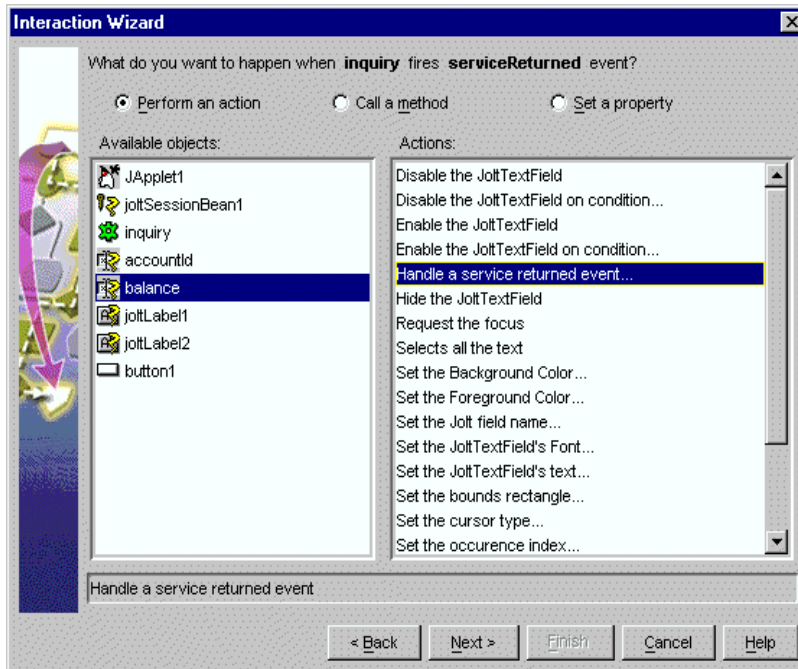 Interaction Wizard
What do you want to happen when inquiry fires serviceReturned event?
Perform an action Call a method Set a property
Available objects: Actions:
JApplet1
joltSessionBean1
inquiry
accountId
balance
joltLabel1
joltLabel2
button1
Disable the JoltTextField
Disable the JoltTextField on condition...
Enable the JoltTextField
Enable the JoltTextField on condition...
Handle a service returned event...
Hide the JoltTextField
Request the focus
Selects all the text
Set the Background Color...
Set the Foreground Color...
Set the Jolt field name...
Set the JoltTextField's Font...
Set the JoltTextField's text...
Set the bounds rectangle...
Set the cursor type...
Set the occurence index...
Handle a service returned event
< Back Next > Finish Cancel Help